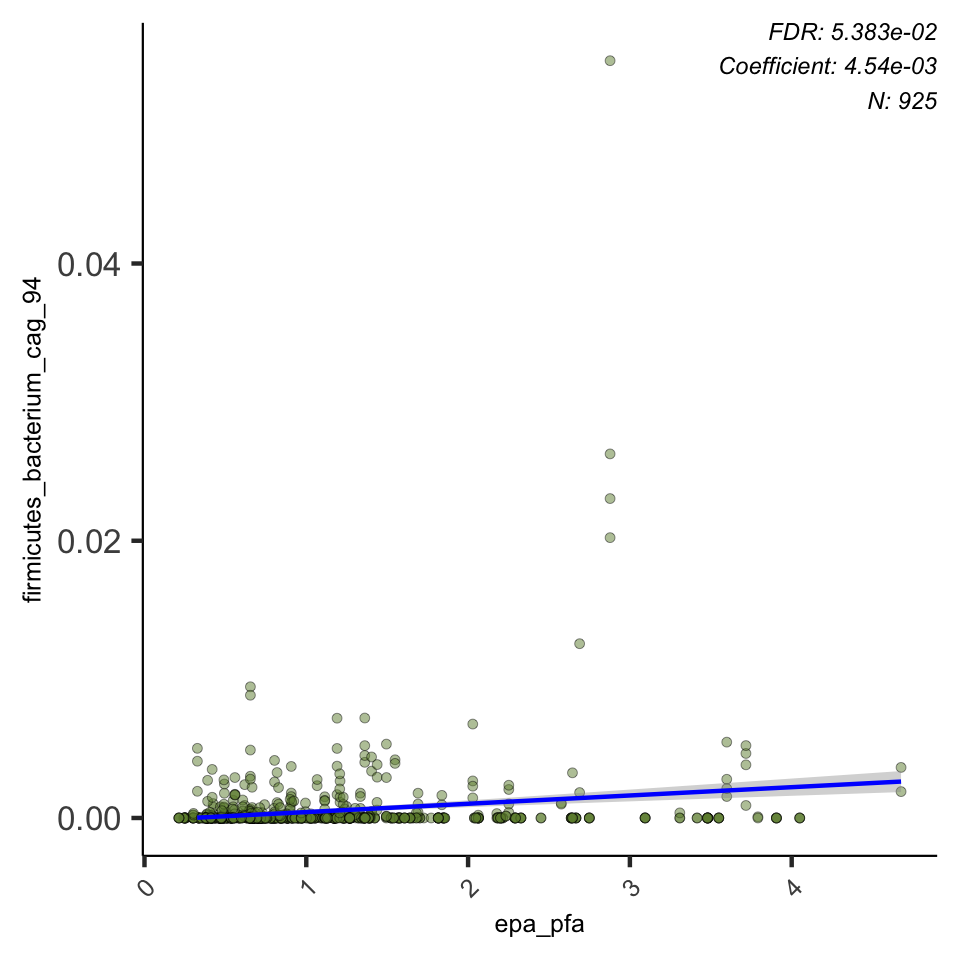 FDR: 5.383e-02
Coefficient: 4.54e-03
N: 925
firmicutes_bacterium_cag_94
0.04
0.02
0.00
0 1 2 3 4
epa_pfa